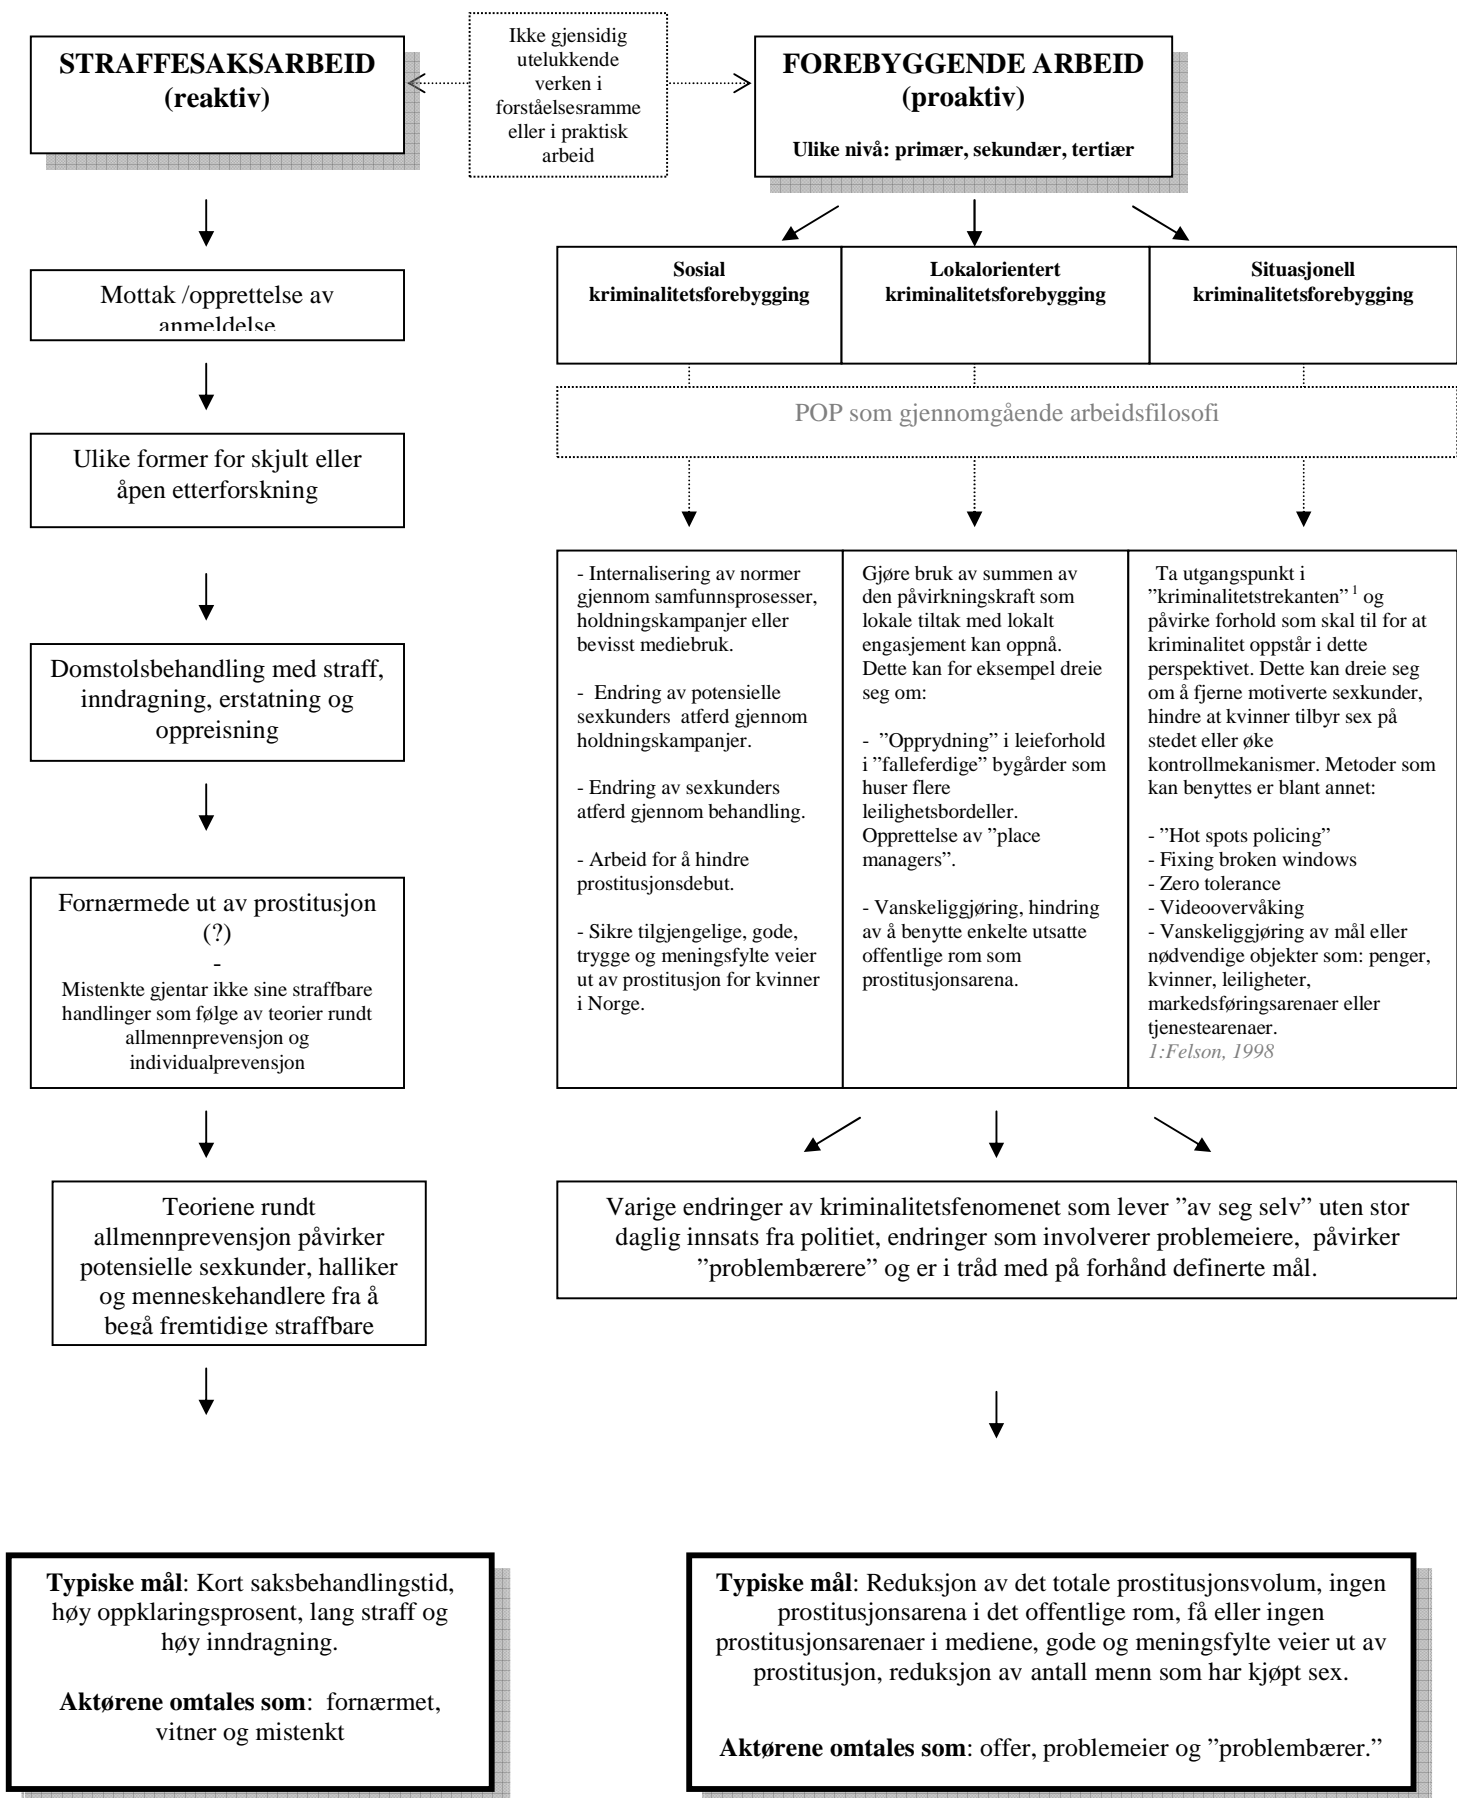 STRAFFESAKSARBEID
(reaktiv)
Ikke gjensidig
utelukkende
verken i
forståelsesramme
eller i praktisk
arbeid
FOREBYGGENDE ARBEID
(proaktiv)
Ulike nivå: primær, sekundær, tertiær
Mottak /opprettelse av
anmeldelse
Ulike former for skjult eller
åpen etterforskning
Domstolsbehandling med straff,
inndragning, erstatning og
oppreisning
Fornærmede ut av prostitusjon
(?)
-
Mistenkte gjentar ikke sine straffbare
handlinger som følge av teorier rundt
allmennprevensjon og
individualprevensjon
Teoriene rundt
allmennprevensjon påvirker
potensielle sexkunder, halliker
og menneskehandlere fra å
begå fremtidige straffbare
Sosial
kriminalitetsforebygging
Lokalorientert
kriminalitetsforebygging
Situasjonell
kriminalitetsforebygging
POP som gjennomgående arbeidsfilosofi
- Internalisering av normer
gjennom samfunnsprosesser,
holdningskampanjer eller
bevisst mediebruk.
- Endring av potensielle
sexkunders atferd gjennom
holdningskampanjer.
- Endring av sexkunders
atferd gjennom behandling.
- Arbeid for å hindre
prostitusjonsdebut.
- Sikre tilgjengelige, gode,
trygge og meningsfylte veier
ut av prostitusjon for kvinner
i Norge.
Gjøre bruk av summen av
den påvirkningskraft som
lokale tiltak med lokalt
engasjement kan oppnå.
Dette kan for eksempel dreie
seg om:
- ”Opprydning” i leieforhold
i ”falleferdige” bygårder som
huser flere
leilighetsbordeller.
Opprettelse av ”place
managers”.
- Vanskeliggjøring, hindring
av å benytte enkelte utsatte
offentlige rom som
prostitusjonsarena.
Ta utgangspunkt i
”kriminalitetstrekanten” ¹ og
påvirke forhold som skal til for at
kriminalitet oppstår i dette
perspektivet. Dette kan dreie seg
om å fjerne motiverte sexkunder,
hindre at kvinner tilbyr sex på
stedet eller øke
kontrollmekanismer. Metoder som
kan benyttes er blant annet:
- ”Hot spots policing”
- Fixing broken windows
- Zero tolerance
- Videoovervåking
- Vanskeliggjøring av mål eller
nødvendige objekter som: penger,
kvinner, leiligheter,
markedsføringsarenaer eller
tjenestearenaer.
1:Felson, 1998
Varige endringer av kriminalitetsfenomenet som lever ”av seg selv” uten stor
daglig innsats fra politiet, endringer som involverer problemeiere, påvirker
”problembærere” og er i tråd med på forhånd definerte mål.
Typiske mål: Kort saksbehandlingstid,
høy oppklaringsprosent, lang straff og
høy inndragning.
Aktørene omtales som: fornærmet,
vitner og mistenkt
Typiske mål: Reduksjon av det totale prostitusjonsvolum, ingen
prostitusjonsarena i det offentlige rom, få eller ingen
prostitusjonsarenaer i mediene, gode og meningsfylte veier ut av
prostitusjon, reduksjon av antall menn som har kjøpt sex.
Aktørene omtales som: offer, problemeier og ”problembærer.”